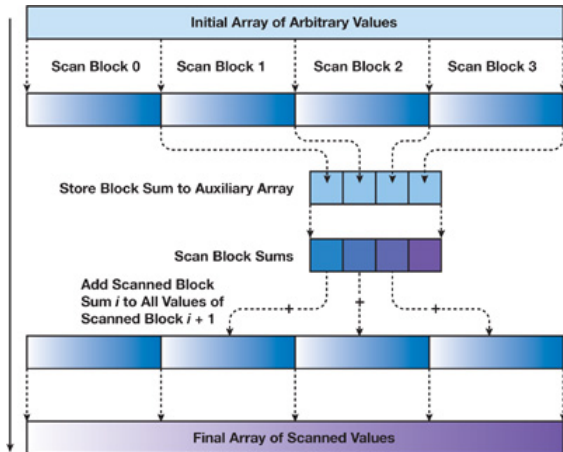 Initial Array of Arbitrary Values
Scan Block 0 Scan Block 1 Scan Block 2 Scan Block 3
Store Block Sum to Auxiliary Array
Scan Block Sums
Add Scanned Block
Sum i to All Values of
Scanned Block i + 1
+ + +
Final Array of Scanned Values